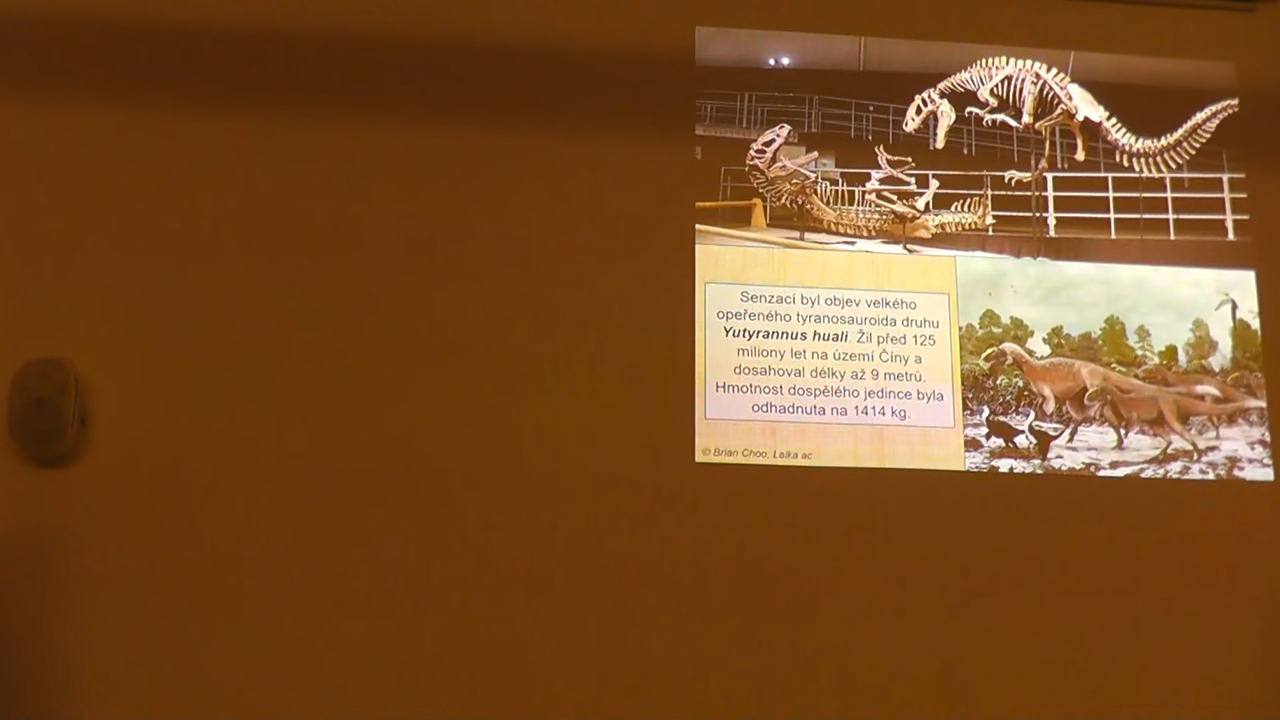 Senzací byl objev velkého
opeřeného tyranosauroida druhu
Yutyrannus huali. Žil před 125
miliony let na území Číny a
dosahoval délky až 9 metrů.
Hmotnost dospělého jedince byla
odhadnuta na 1414 kg.
© Brian Choo; Laika ac